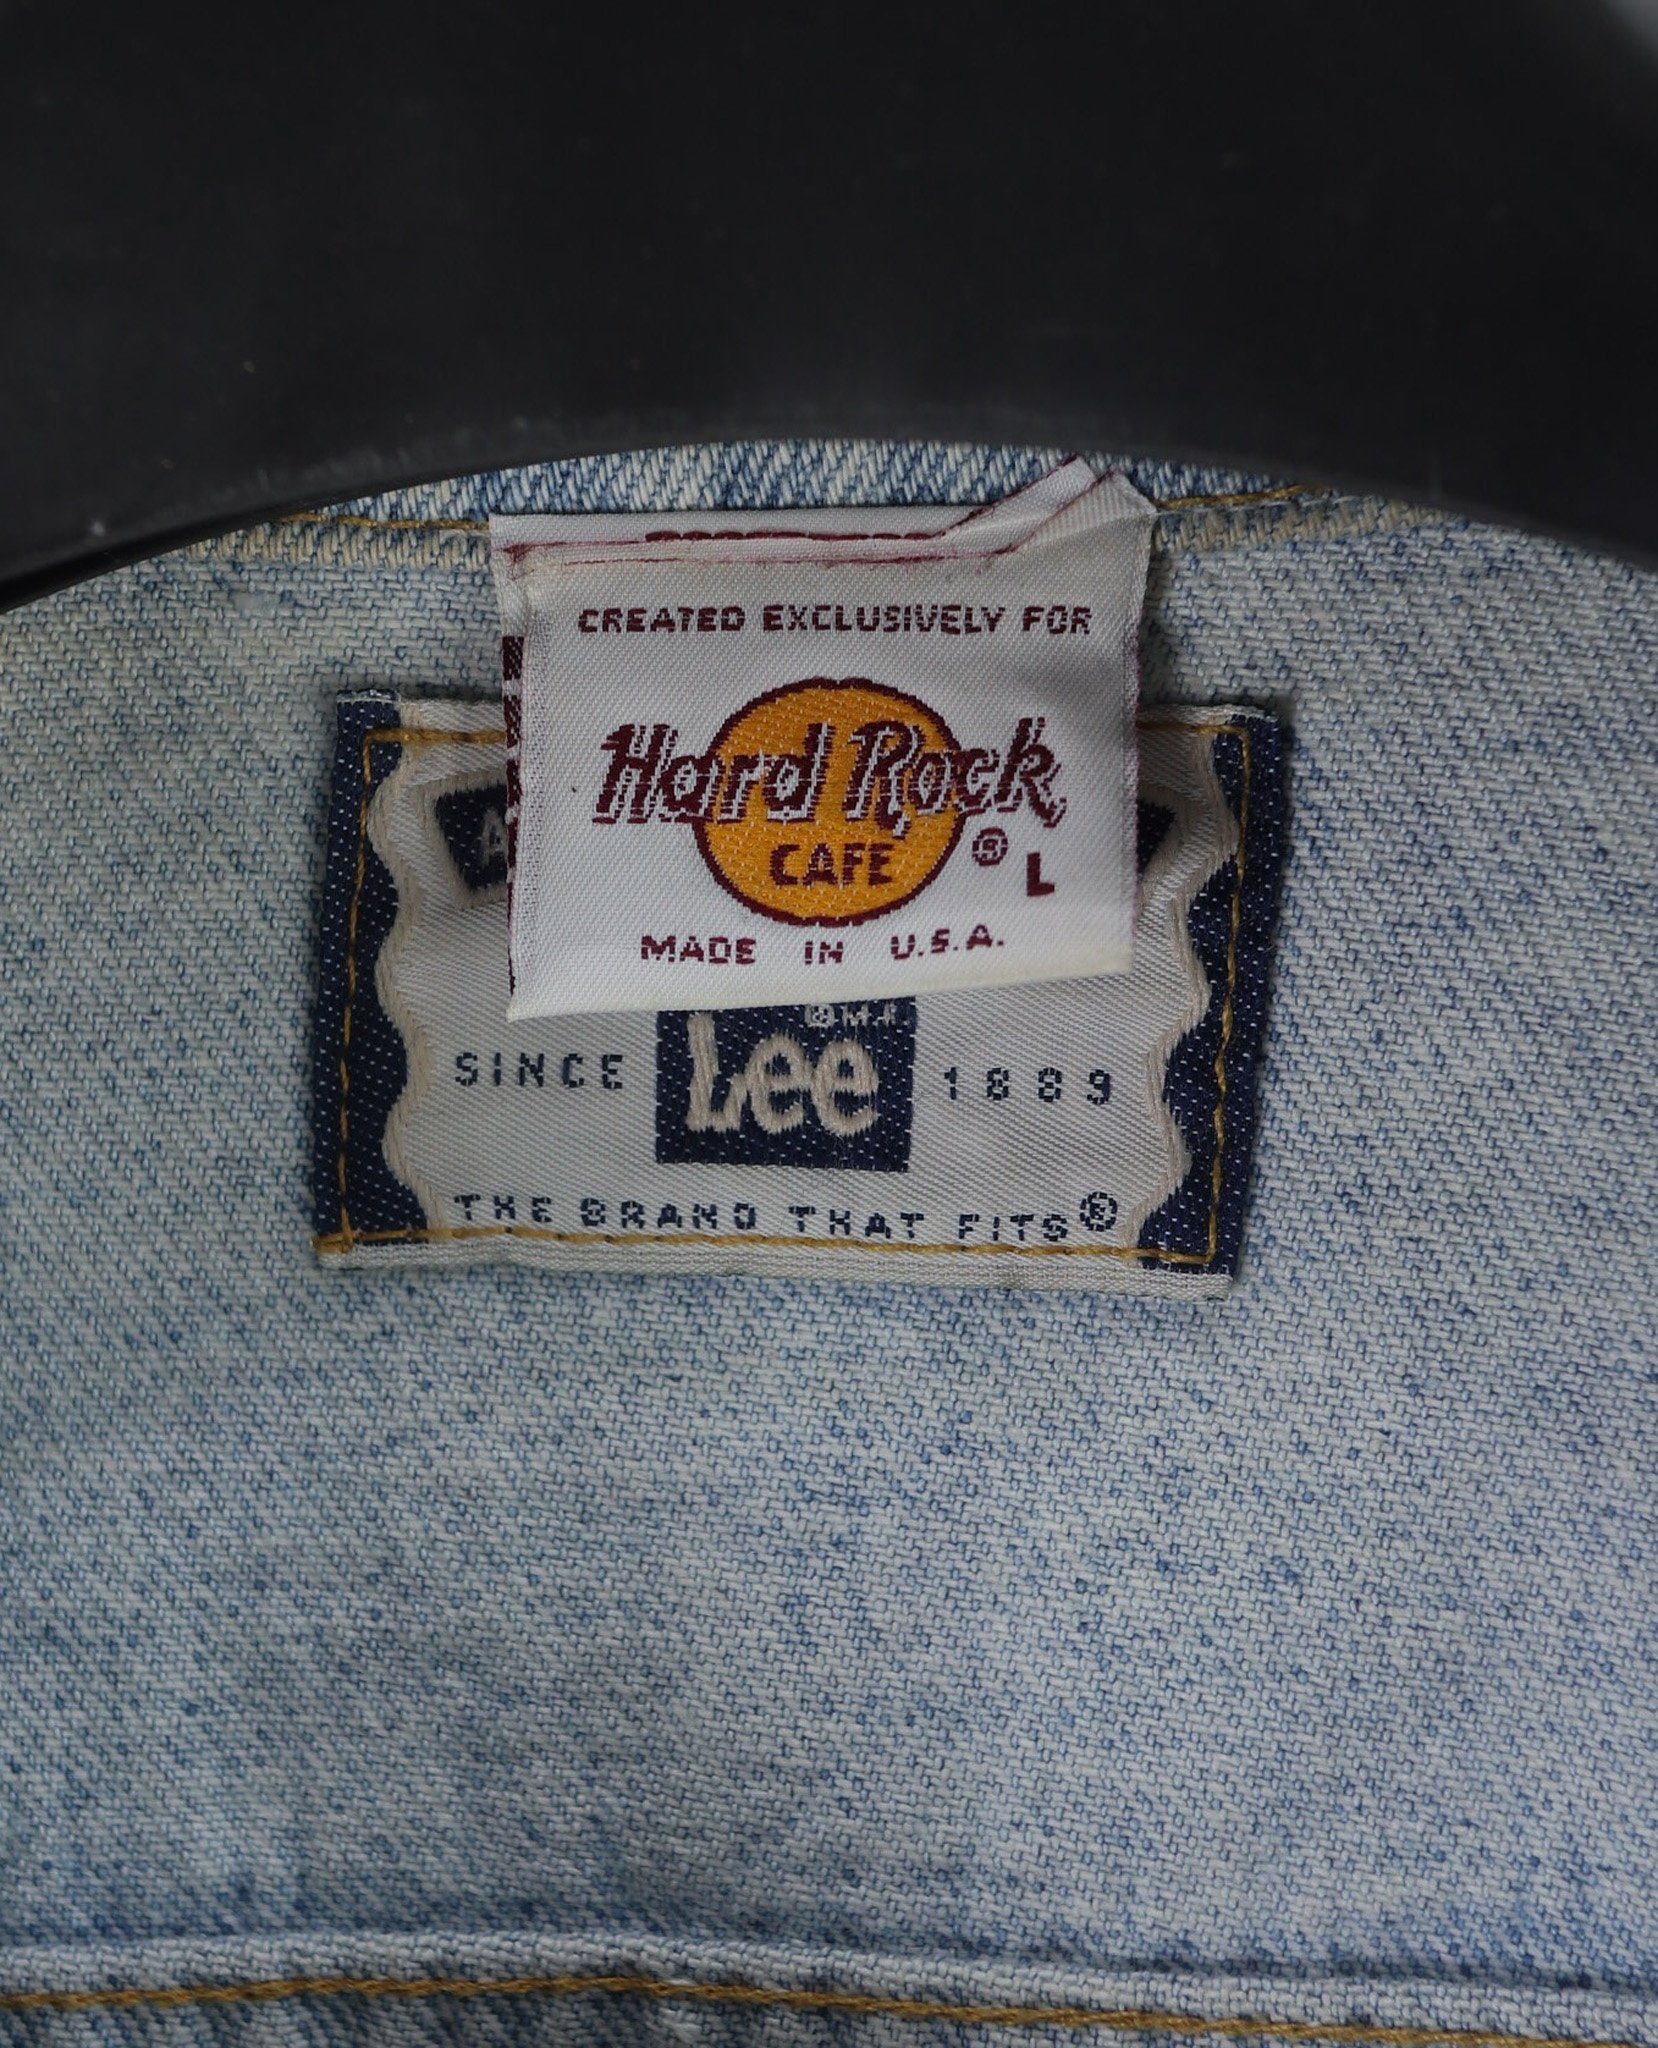 CREATED EXCLUSIVELY FOR
Hard Rock
CAFE ® L
MADE IN U.S.A.
SINCE Lee 1889
THE BRAND THAT FITS®